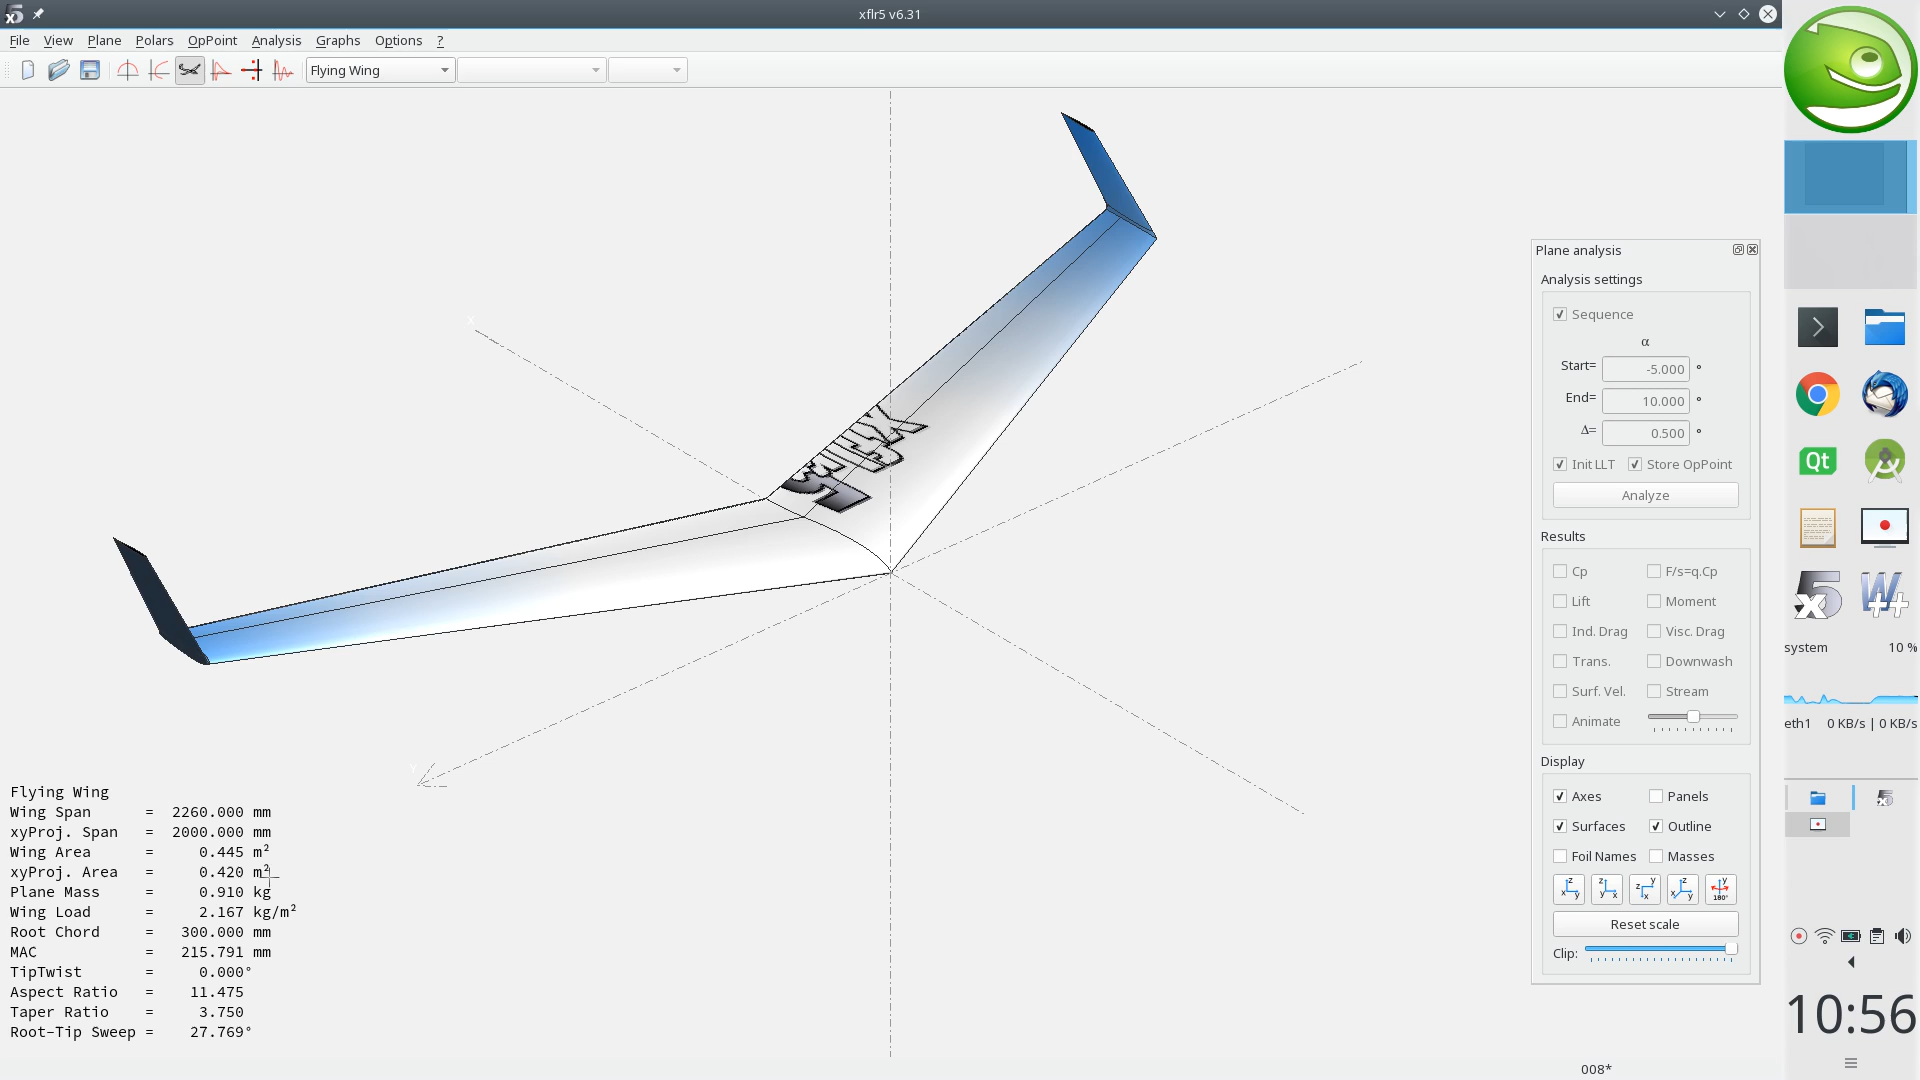 xflr5 v6.31
File View Plane Polars OpPoint Analysis Graphs Options ?
Flying Wing
X
Y
Flying Wing
Wing Span = 2260.000 mm
xyProj. Span = 2000.000 mm
Wing Area = 0.445 m²
xyProj. Area = 0.420 m²
Plane Mass = 0.910 kg
Wing Load = 2.167 kg/m²
Root Chord = 300.000 mm
MAC = 215.791 mm
TipTwist = 0.000°
Aspect Ratio = 11.475
Taper Ratio = 3.750
Root-Tip Sweep = 27.769°
Plane analysis
Analysis settings
Sequence
α
Start= -5.000 °
End= 10.000 °
Δ= 0.500 °
Init LLT Store OpPoint
Analyze
Results
Cp F/s=q.Cp
Lift Moment
Ind. Drag Visc. Drag
Trans. Downwash
Surf. Vel. Stream
Animate
Display
Axes Panels
Surfaces Outline
Foil Names Masses
Reset scale
Clip:
008*
Qt
system 10 %
eth1 0 KB/s | 0 KB/s
10:56